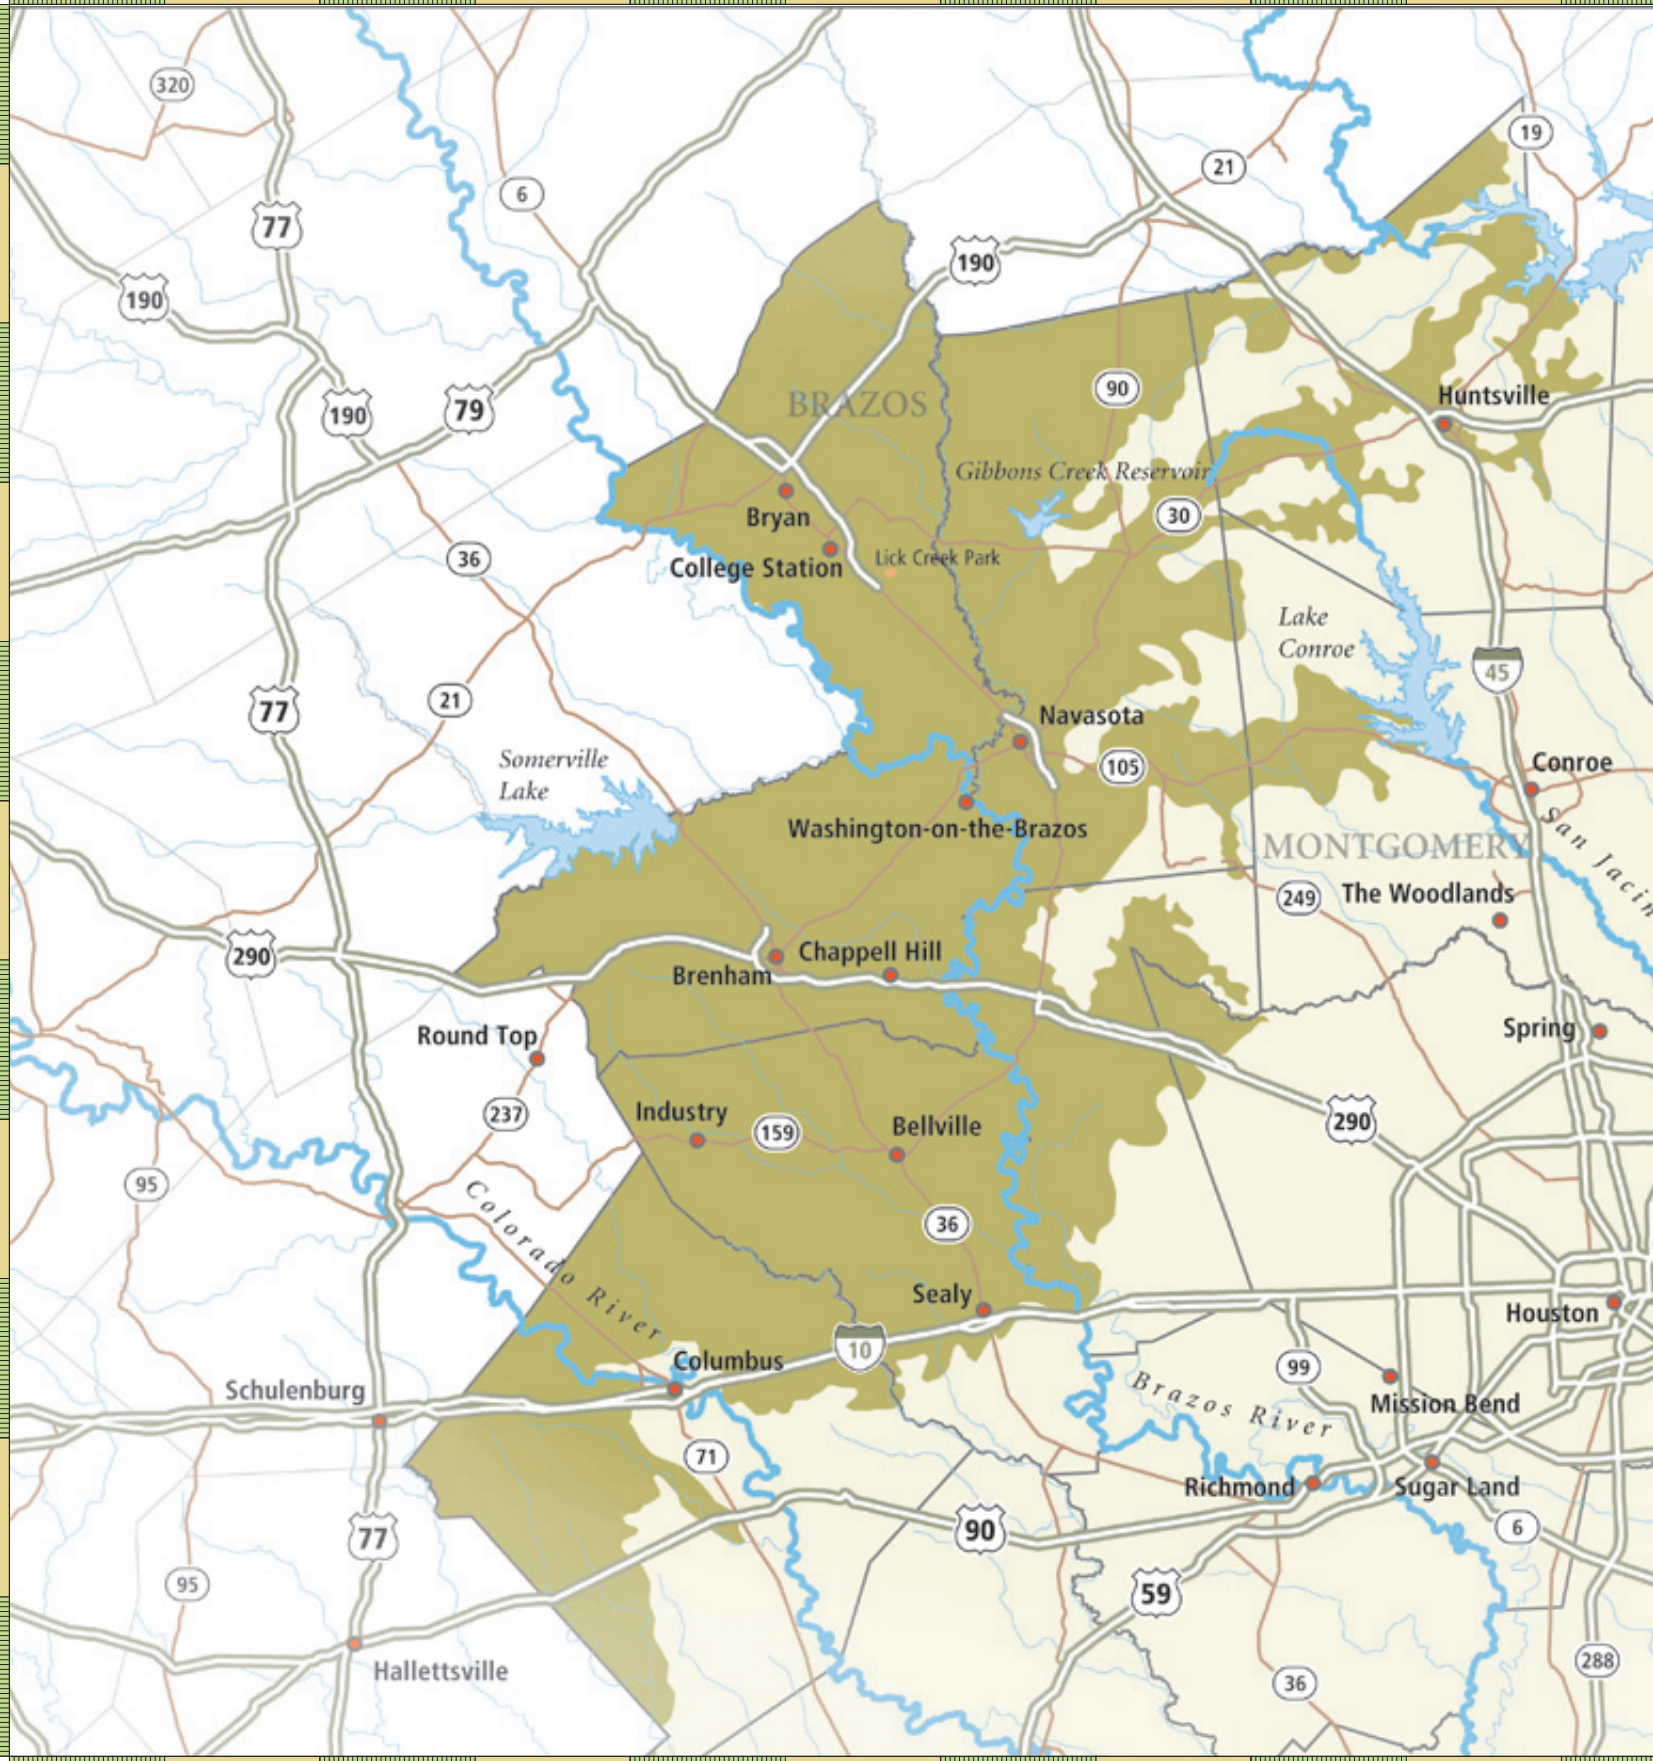 320
19
21
6
77
190
190
190
79
90
BRAZOS
Huntsville
Gibbons Creek Reservoir
30
Bryan
College Station
Lick Creek Park
36
Lake
Conroe
45
21
77
Navasota
105
Somerville
Lake
Conroe
Washington-on-the-Brazos
San Jacin
MONTGOMERY
249
The Woodlands
290
Chappell Hill
Brenham
Round Top
Spring
237
Industry
159
Bellville
290
95
Colorado River
36
Sealy
Houston
10
Columbus
99
Schulenburg
Brazos River
Mission Bend
71
Richmond
Sugar Land
77
90
6
95
59
Hallettsville
36
288